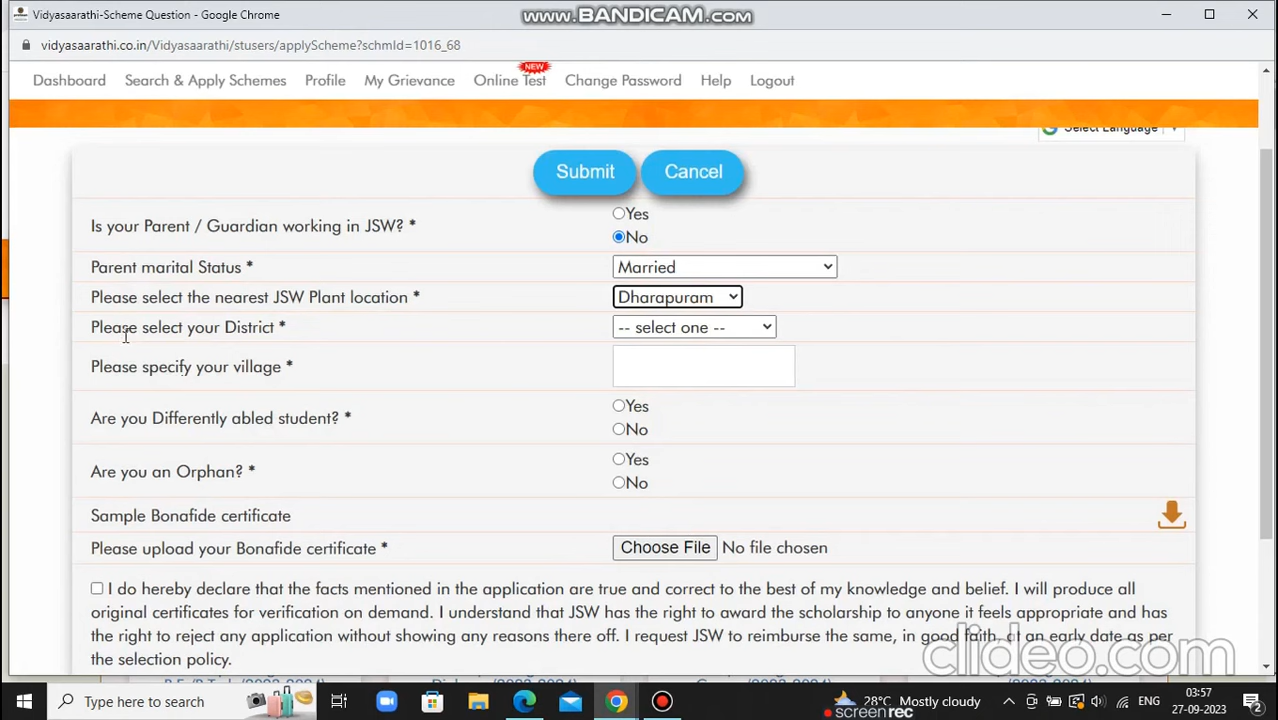 Vidyasaarathi-Scheme Question - Google Chrome
www.BANDICAM.com
vidyasaarathi.co.in/Vidyasaarathi/stusers/applyScheme?schmId=1016_68
NEW
Dashboard Search & Apply Schemes Profile My Grievance Online Test Change Password Help Logout
Select Language
Submit Cancel
Is your Parent / Guardian working in JSW? *
Yes
No
Parent marital Status * Married
Please select the nearest JSW Plant location * Dharapuram
Please select your District * -- select one --
Please specify your village *
Are you Differently abled student? *
Yes
No
Are you an Orphan? *
Yes
No
Sample Bonafide certificate
Please upload your Bonafide certificate * Choose File No file chosen
I do hereby declare that the facts mentioned in the application are true and correct to the best of my knowledge and belief. I will produce all
original certificates for verification on demand. I understand that JSW has the right to award the scholarship to anyone it feels appropriate and has
the right to reject any application without showing any reasons there off. I request JSW to reimburse the same, in good faith, at an early date as per
the selection policy.
clideo.com
Type here to search
28°C Mostly cloudy
ENG
03:57
27-09-2023
2
screen rec